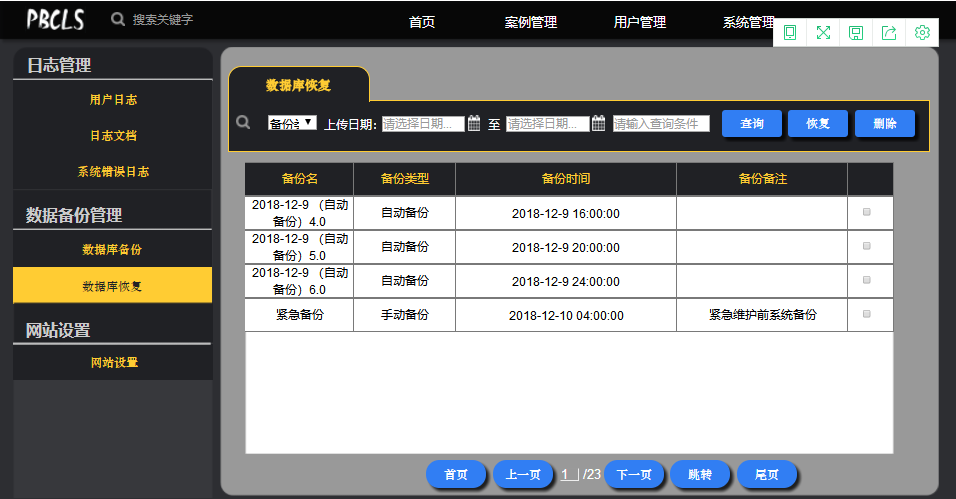 PBCLS 搜索关键字 首页 案例管理 用户管理 系统管理
日志管理
用户日志
日志文档
系统错误日志
数据备份管理
数据库备份
数据库恢复
网站设置
网站设置
数据库恢复
上传日期: 请选择日期... 至 请选择日期... 请输入查询条件 查询 恢复 删除
备份名 备份类型 备份时间 备份备注
2018-12-9 （自动
备份）4.0 自动备份 2018-12-9 16:00:00
2018-12-9 （自动
备份）5.0 自动备份 2018-12-9 20:00:00
2018-12-9 （自动
备份）6.0 自动备份 2018-12-9 24:00:00
紧急备份 手动备份 2018-12-10 04:00:00 紧急维护前系统备份
首页 上一页 1 /23 下一页 跳转 尾页